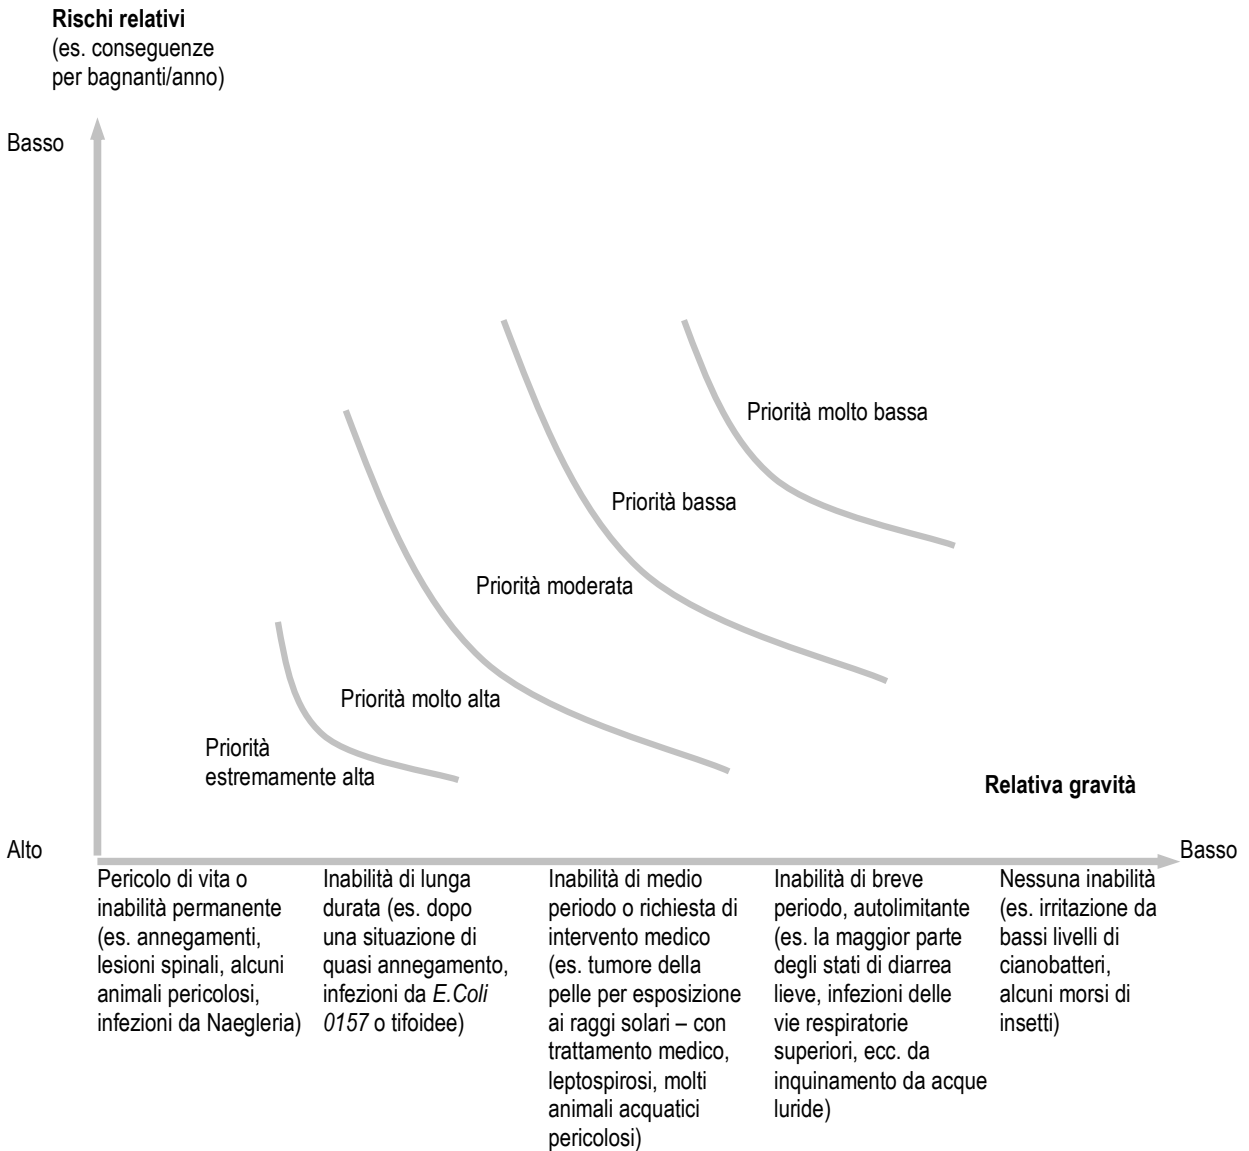 Rischi relativi
(es. conseguenze
per bagnanti/anno)
Basso
Priorità molto bassa
Priorità bassa
Priorità moderata
Priorità molto alta
Priorità
estremamente alta
Relativa gravità
Alto
Basso
Pericolo di vita o
inabilità permanente
(es. annegamenti,
lesioni spinali, alcuni
animali pericolosi,
infezioni da Naegleria)
Inabilità di lunga
durata (es. dopo
una situazione di
quasi annegamento,
infezioni da E.Coli
0157 o tifoidee)
Inabilità di medio
periodo o richiesta di
intervento medico
(es. tumore della
pelle per esposizione
ai raggi solari – con
trattamento medico,
leptospirosi, molti
animali acquatici
pericolosi)
Inabilità di breve
periodo, autolimitante
(es. la maggior parte
degli stati di diarrea
lieve, infezioni delle
vie respiratorie
superiori, ecc. da
inquinamento da acque
luride)
Nessuna inabilità
(es. irritazione da
bassi livelli di
cianobatteri,
alcuni morsi di
insetti)